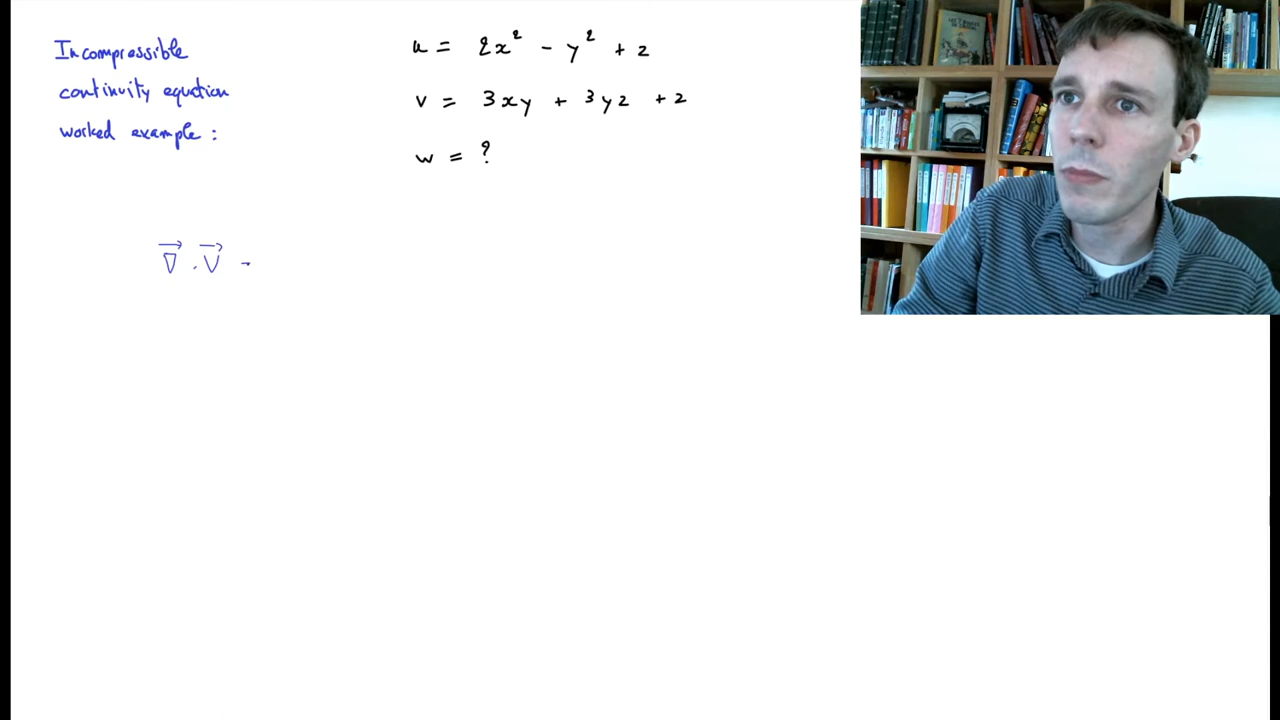 Incompressible
continuity equation
worked example :
u = 2x² - y² + z
v = 3xy + 3yz + z
w = ?
∇⃗ . V⃗ -